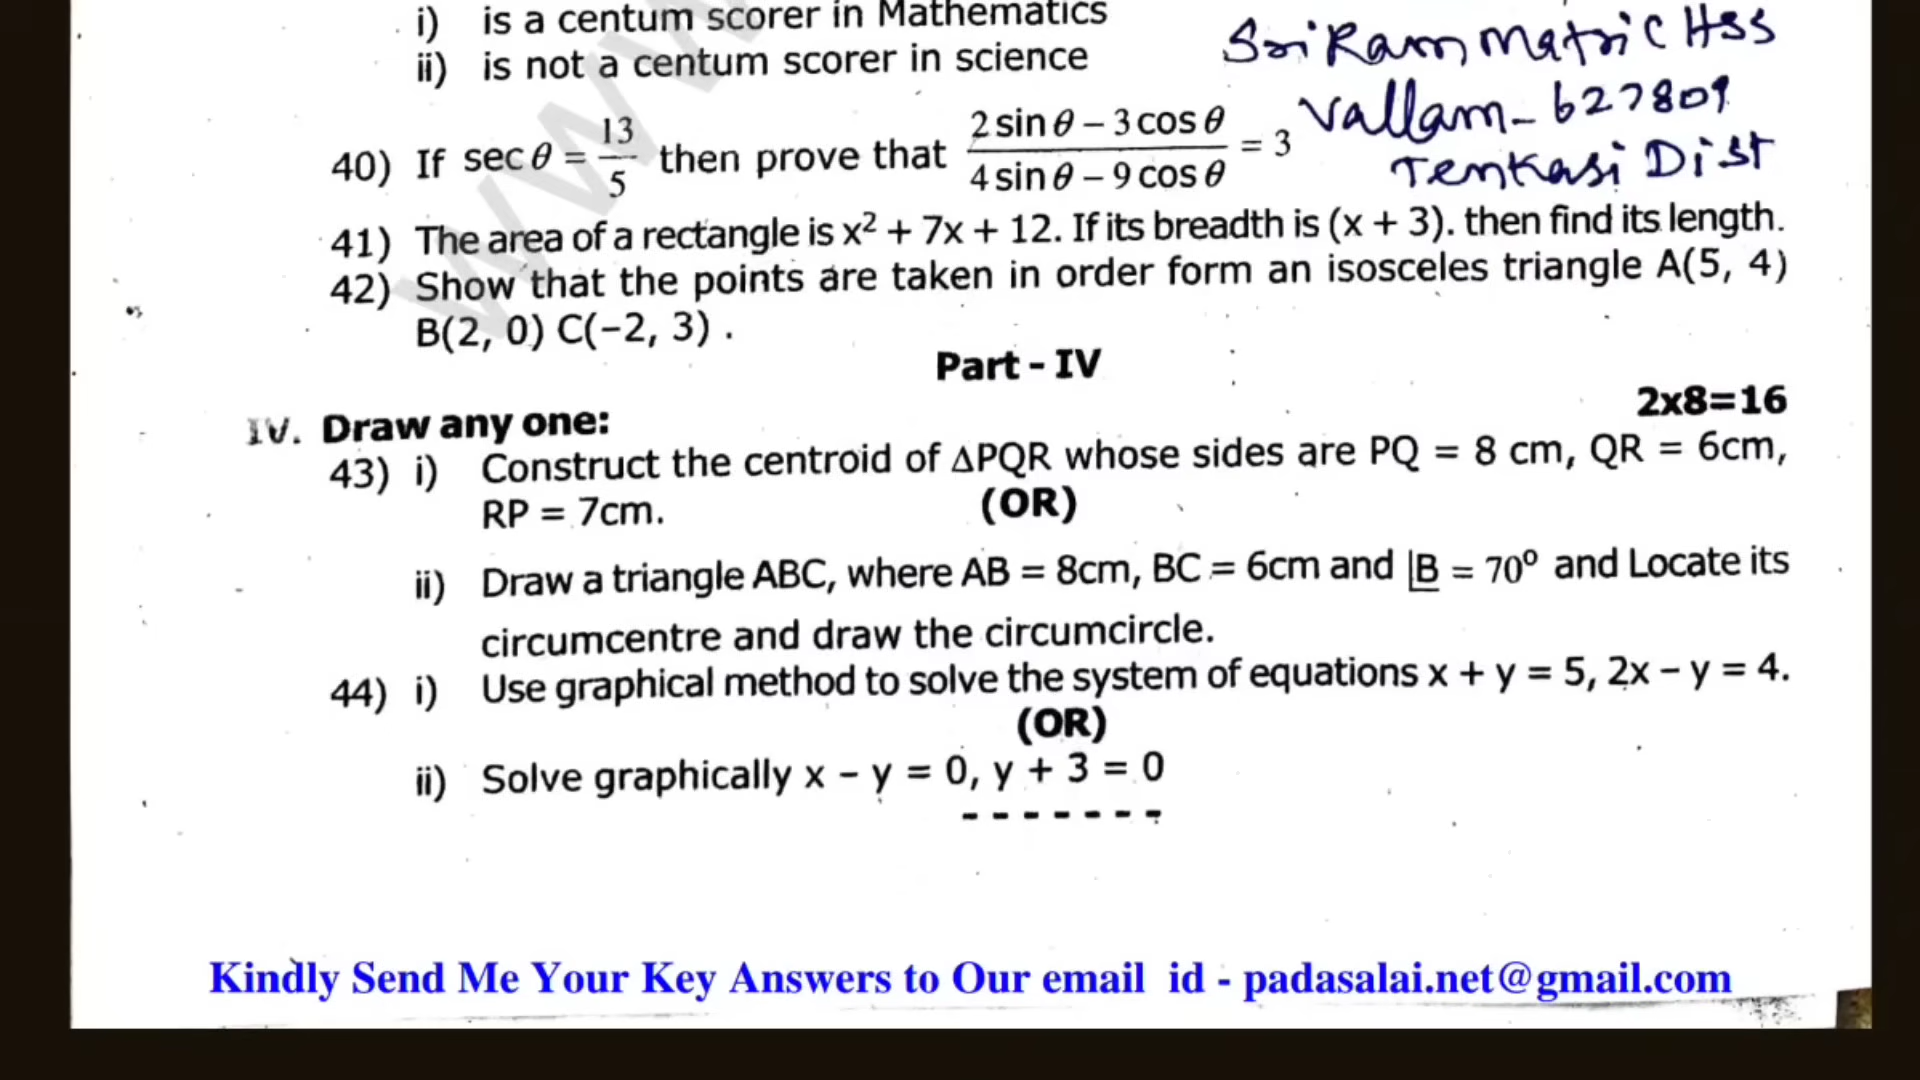 i) is a centum scorer in Mathematics
ii) is not a centum scorer in science
Sri Ram Matric HSS
Vallam - 627809
Tenkasi Dist
40) If sec θ = 13/5 then prove that (2 sin θ – 3 cos θ)/(4 sin θ – 9 cos θ) = 3
41) The area of a rectangle is x² + 7x + 12. If its breadth is (x + 3). then find its length.
42) Show that the points are taken in order form an isosceles triangle A(5, 4)
B(2, 0) C(−2, 3) .
Part - IV
2x8=16
IV. Draw any one:
43) i) Construct the centroid of ΔPQR whose sides are PQ = 8 cm, QR = 6cm,
RP = 7cm.
(OR)
ii) Draw a triangle ABC, where AB = 8cm, BC = 6cm and |B = 70⁰ and Locate its
circumcentre and draw the circumcircle.
44) i) Use graphical method to solve the system of equations x + y = 5, 2x – y = 4.
(OR)
ii) Solve graphically x – y = 0, y + 3 = 0
-------
Kindly Send Me Your Key Answers to Our email id - padasalai.net@gmail.com
www